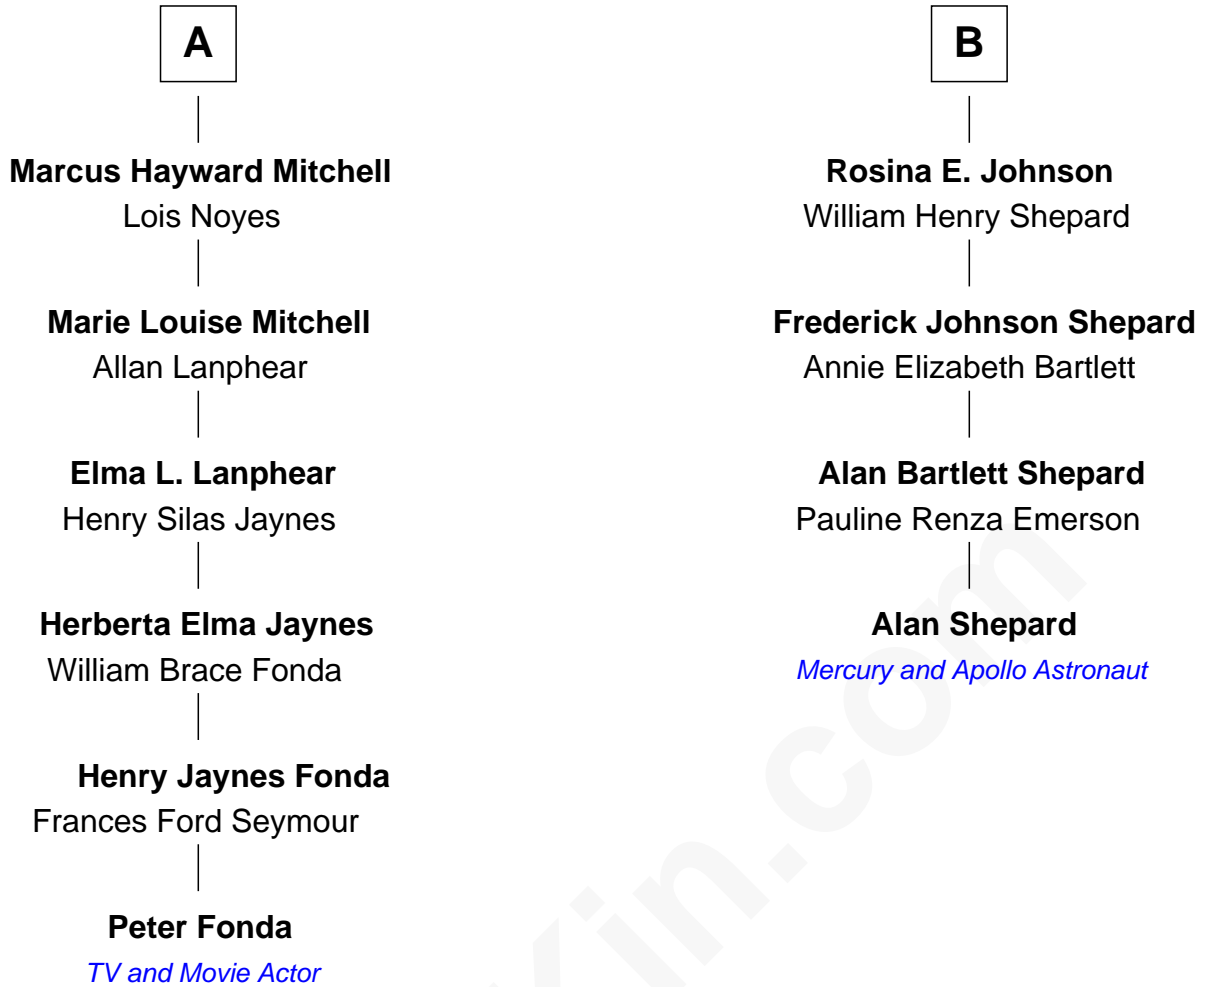 A
Marcus Hayward Mitchell
Lois Noyes
Marie Louise Mitchell
Allan Lanphear
Elma L. Lanphear
Henry Silas Jaynes
Herberta Elma Jaynes
William Brace Fonda
Henry Jaynes Fonda
Frances Ford Seymour
Peter Fonda
TV and Movie Actor
B
Rosina E. Johnson
William Henry Shepard
Frederick Johnson Shepard
Annie Elizabeth Bartlett
Alan Bartlett Shepard
Pauline Renza Emerson
Alan Shepard
Mercury and Apollo Astronaut
Kin.com